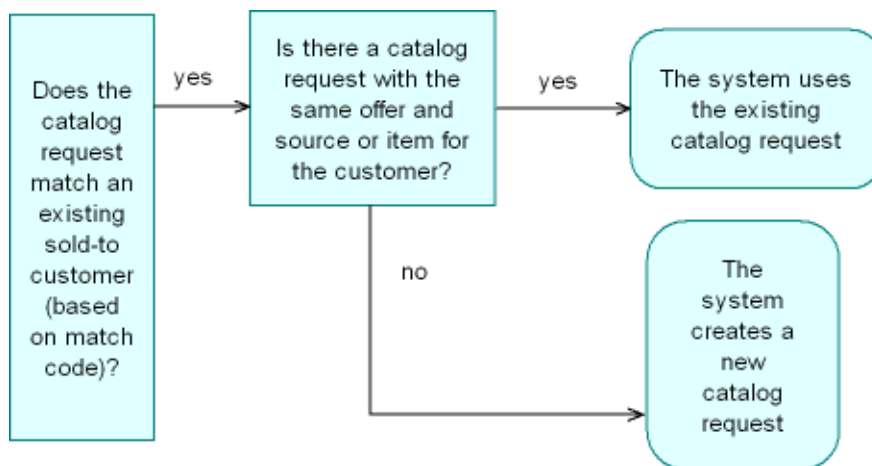 Does the
catalog
request
match an
existing
sold-to
customer
(based
on match
code)?
yes
Is there a catalog
request with the
same offer and
source or item for
the customer?
yes
The system uses
the existing
catalog request
no
The
system
creates a
new
catalog
request